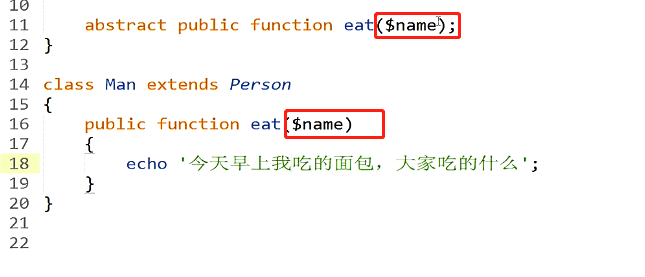 10
11 abstract public function eat($name);
12 }
13
14 class Man extends Person
15 {
16 public function eat($name)
17 {
18 echo '今天早上我吃的面包，大家吃的什么';
19 }
20 }
21
22